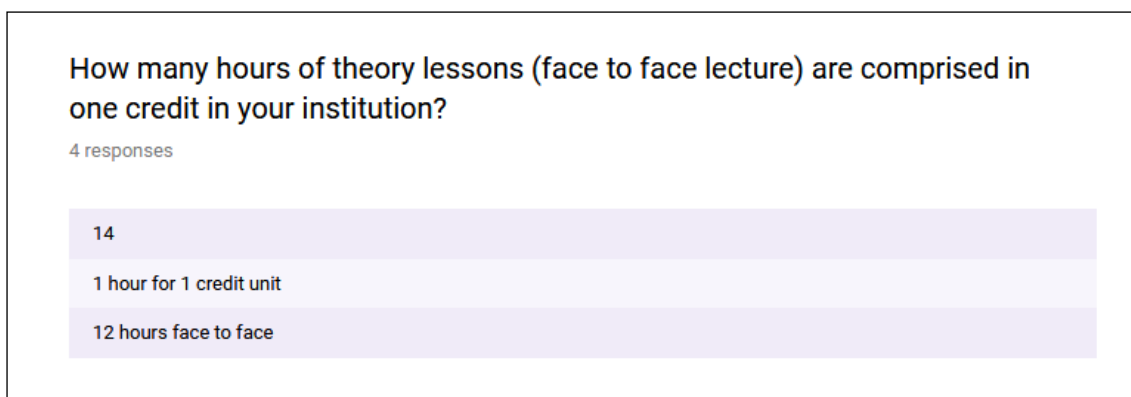 How many hours of theory lessons (face to face lecture) are comprised in
one credit in your institution?
4 responses
14
1 hour for 1 credit unit
12 hours face to face